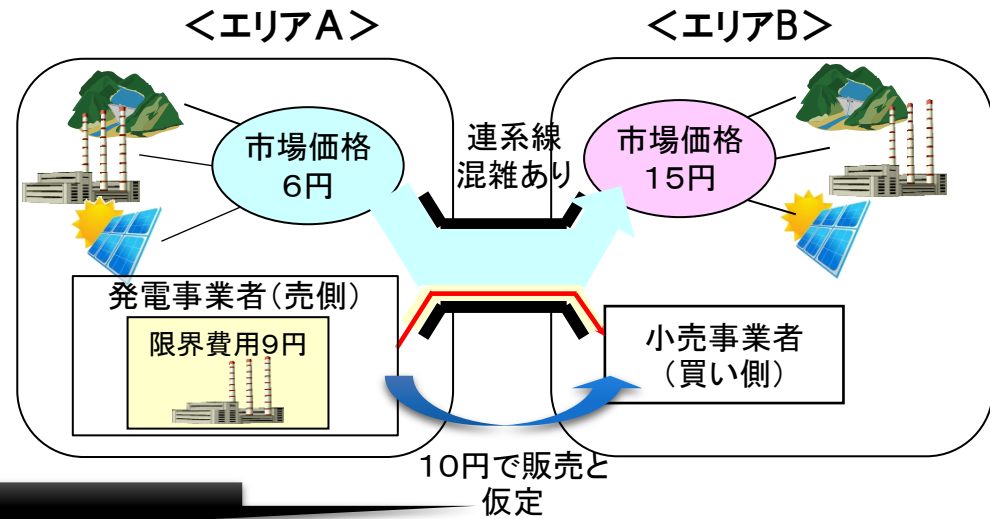 <エリアA>
<エリアB>
市場価格
6円
連系線
混雑あり
市場価格
15円
発電事業者(売側)
限界費用9円
小売事業者
(買い側)
10円で販売と
仮定